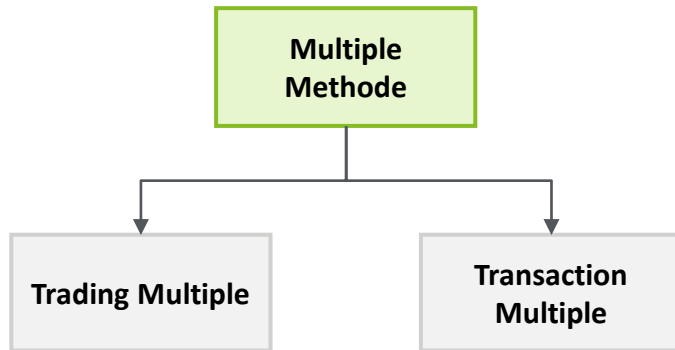 Multiple
Methode
Trading Multiple
Transaction
Multiple